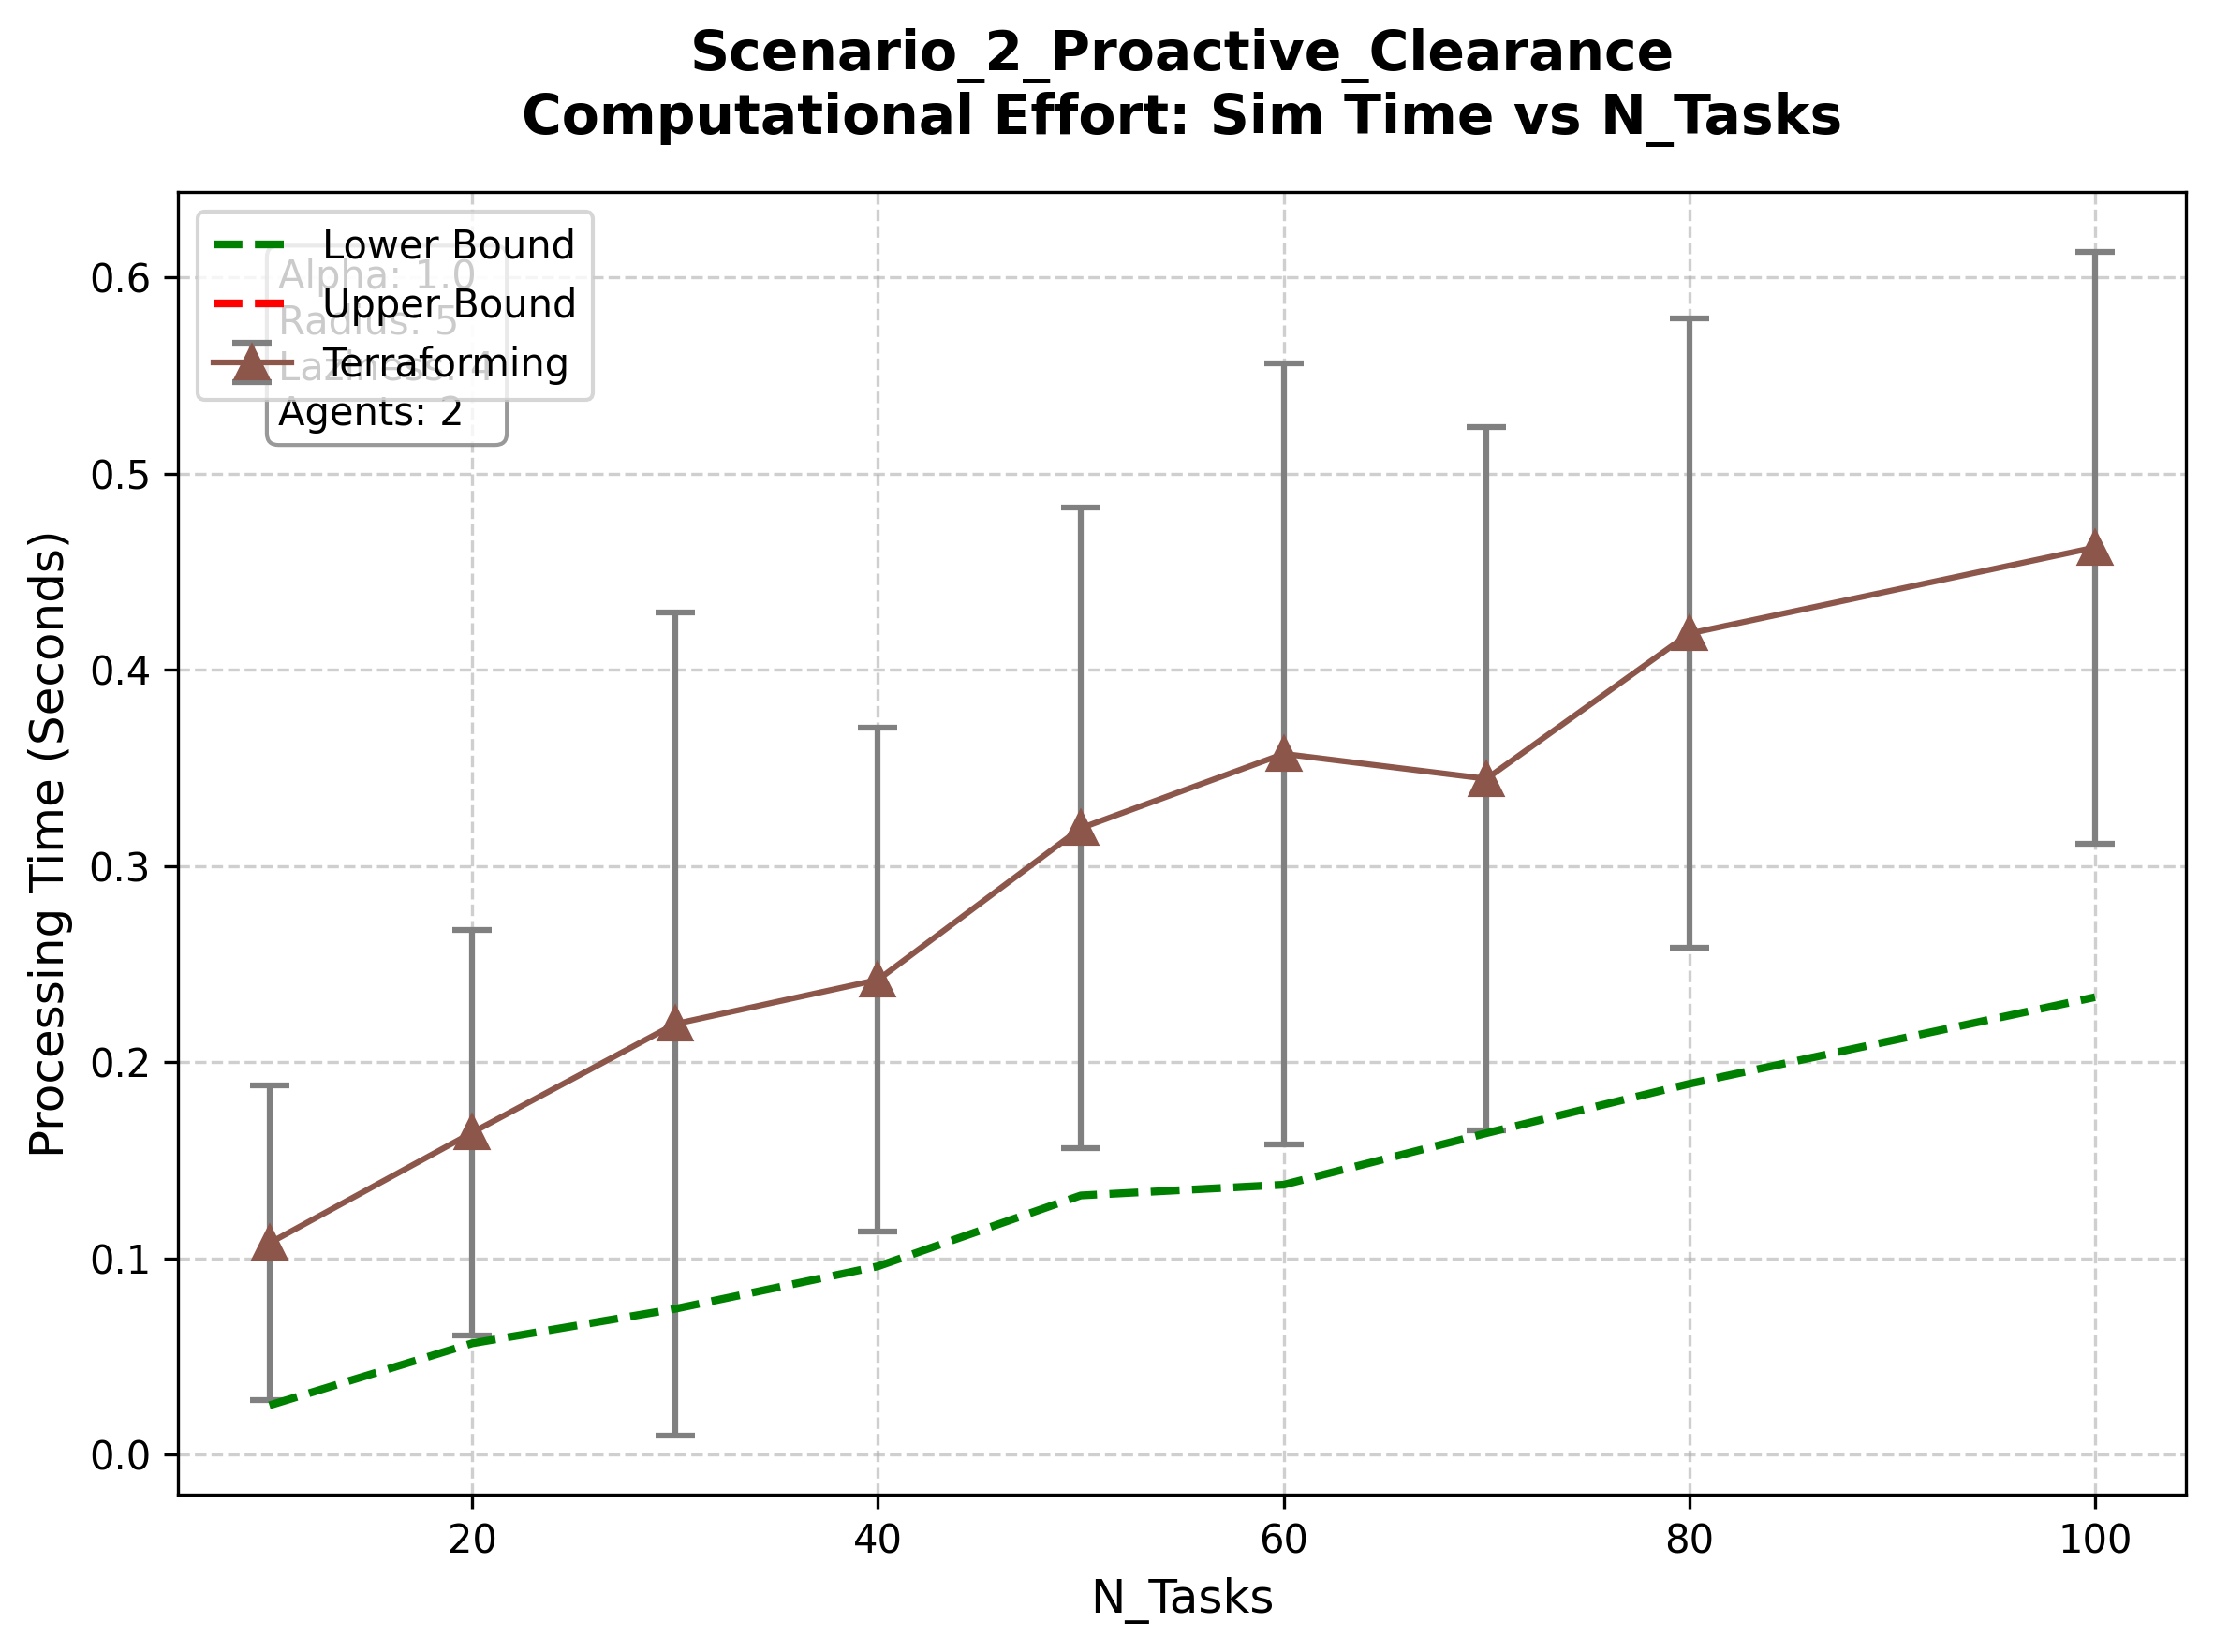 Scenario_2_Proactive_Clearance
Computational Effort: Sim Time vs N_Tasks
Lower Bound
Upper Bound
Terraforming
Alpha: 1.0
Radius: 5
Laziness: 4
Agents: 2
Processing Time (Seconds)
0.6
0.5
0.4
0.3
0.2
0.1
0.0
20 40 60 80 100
N_Tasks